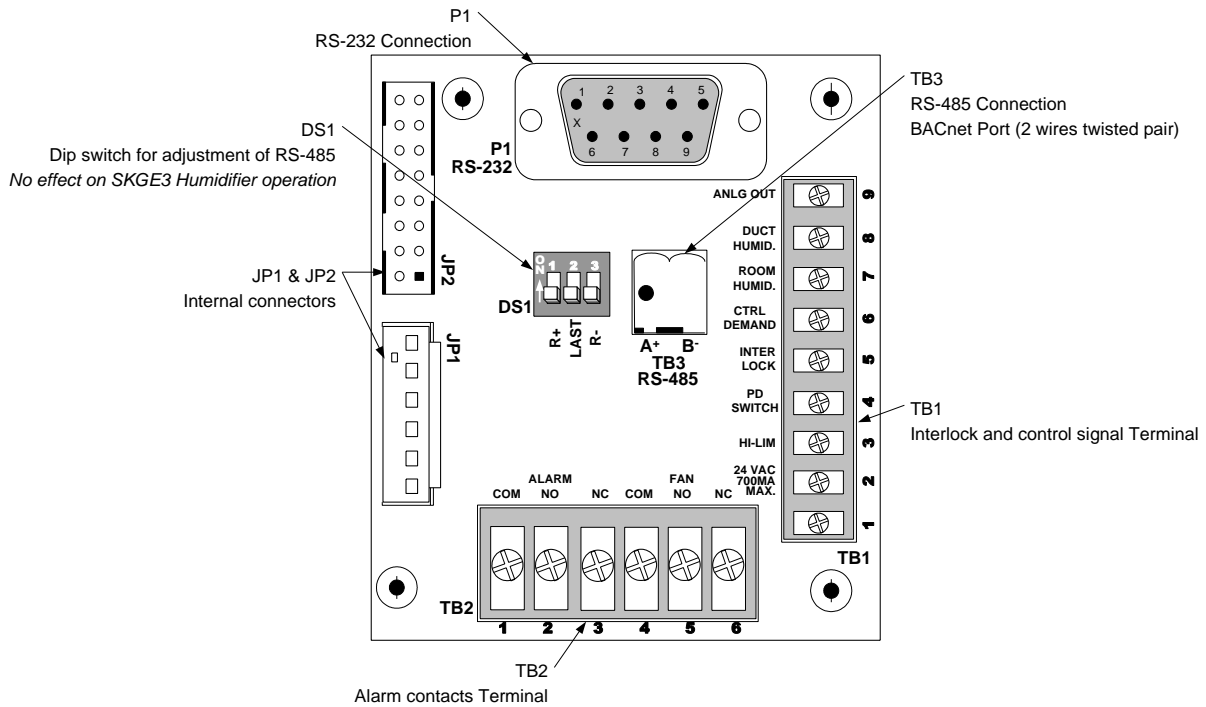 P1
RS-232 Connection
TB3
RS-485 Connection
BACnet Port (2 wires twisted pair)
DS1
Dip switch for adjustment of RS-485
No effect on SKGE3 Humidifier operation
JP1 & JP2
Internal connectors
1 2 3 4 5
X
6 7 8 9
P1
RS-232
JP2
JP1
O
N
1 2 3
DS1
R+
LAST
R-
A+ B-
TB3
RS-485
ANLG OUT
9
DUCT
HUMID.
8
ROOM
HUMID.
7
CTRL
DEMAND
6
INTER
LOCK
5
PD
SWITCH
4
HI-LIM
3
24 VAC
700MA
MAX.
2
1
TB1
TB1
Interlock and control signal Terminal
ALARM FAN
COM NO NC COM NO NC
TB2
1 2 3 4 5 6
TB2
Alarm contacts Terminal